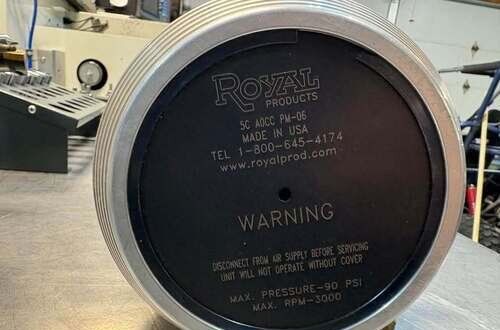 ROYAL
PRODUCTS
5C AOCC PM-06
MADE IN USA
TEL 1-800-645-4174
www.royalprod.com
WARNING
DISCONNECT FROM AIR SUPPLY BEFORE SERVICING
UNIT WILL NOT OPERATE WITHOUT COVER
MAX. PRESSURE-90 PSI
MAX. RPM-3000